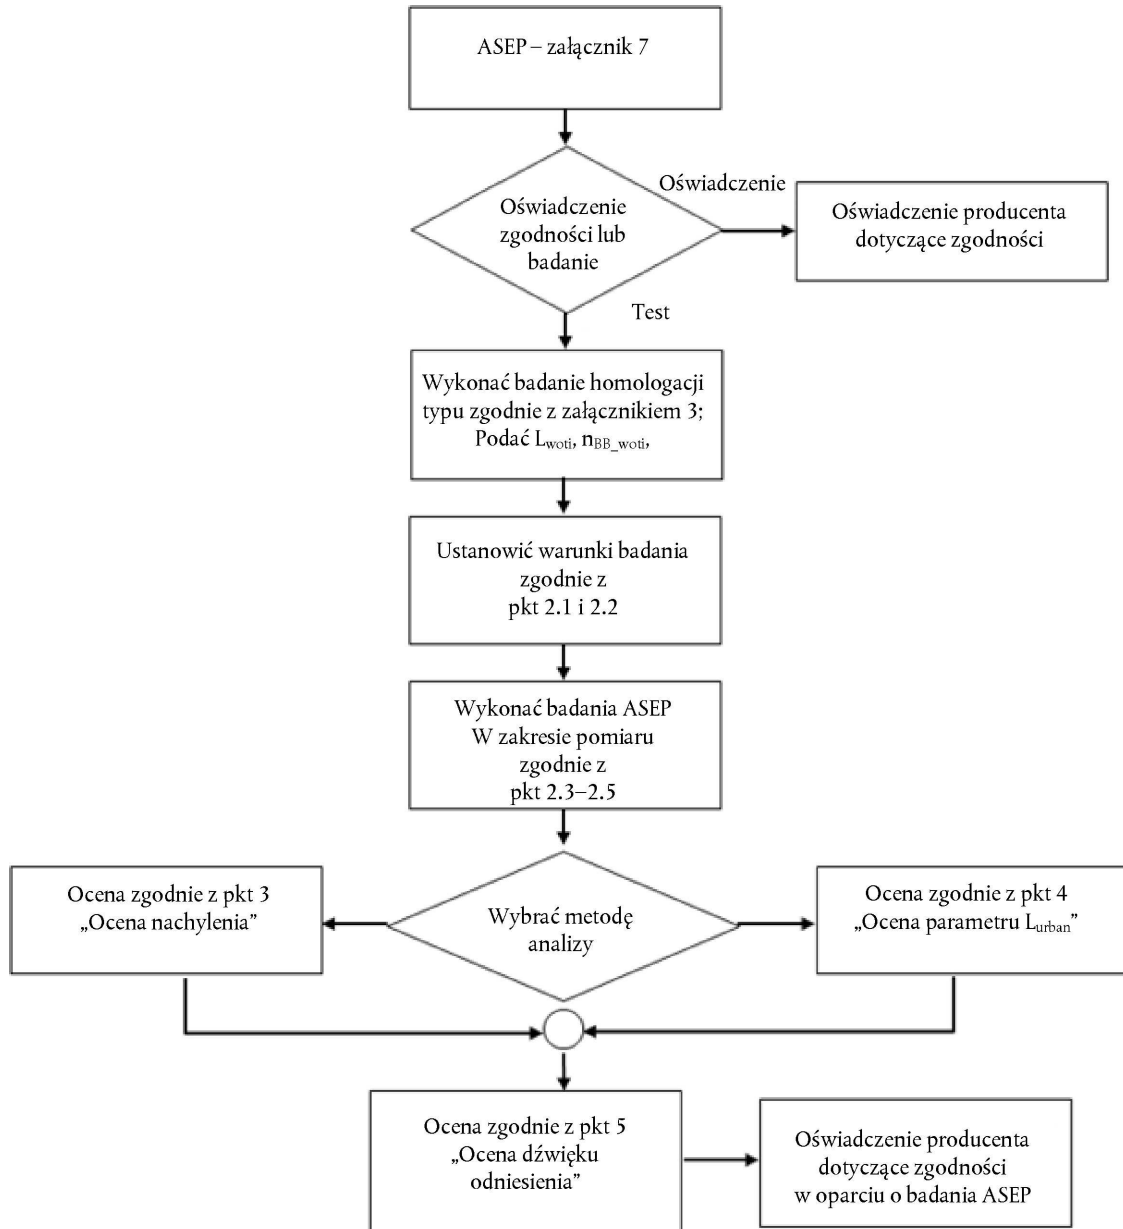 ASEP – załącznik 7
Oświadczenie
zgodności lub
badanie
Oświadczenie
Oświadczenie producenta
dotyczące zgodności
Test
Wykonać badanie homologacji
typu zgodnie z załącznikiem 3;
Podać Lwoti, nBB_woti,
Ustanowić warunki badania
zgodnie z
pkt 2.1 i 2.2
Wykonać badania ASEP
W zakresie pomiaru
zgodnie z
pkt 2.3–2.5
Ocena zgodnie z pkt 3
„Ocena nachylenia”
Wybrać metodę
analizy
Ocena zgodnie z pkt 4
„Ocena parametru Lurban”
Ocena zgodnie z pkt 5
„Ocena dźwięku
odniesienia”
Oświadczenie producenta
dotyczące zgodności
w oparciu o badania ASEP